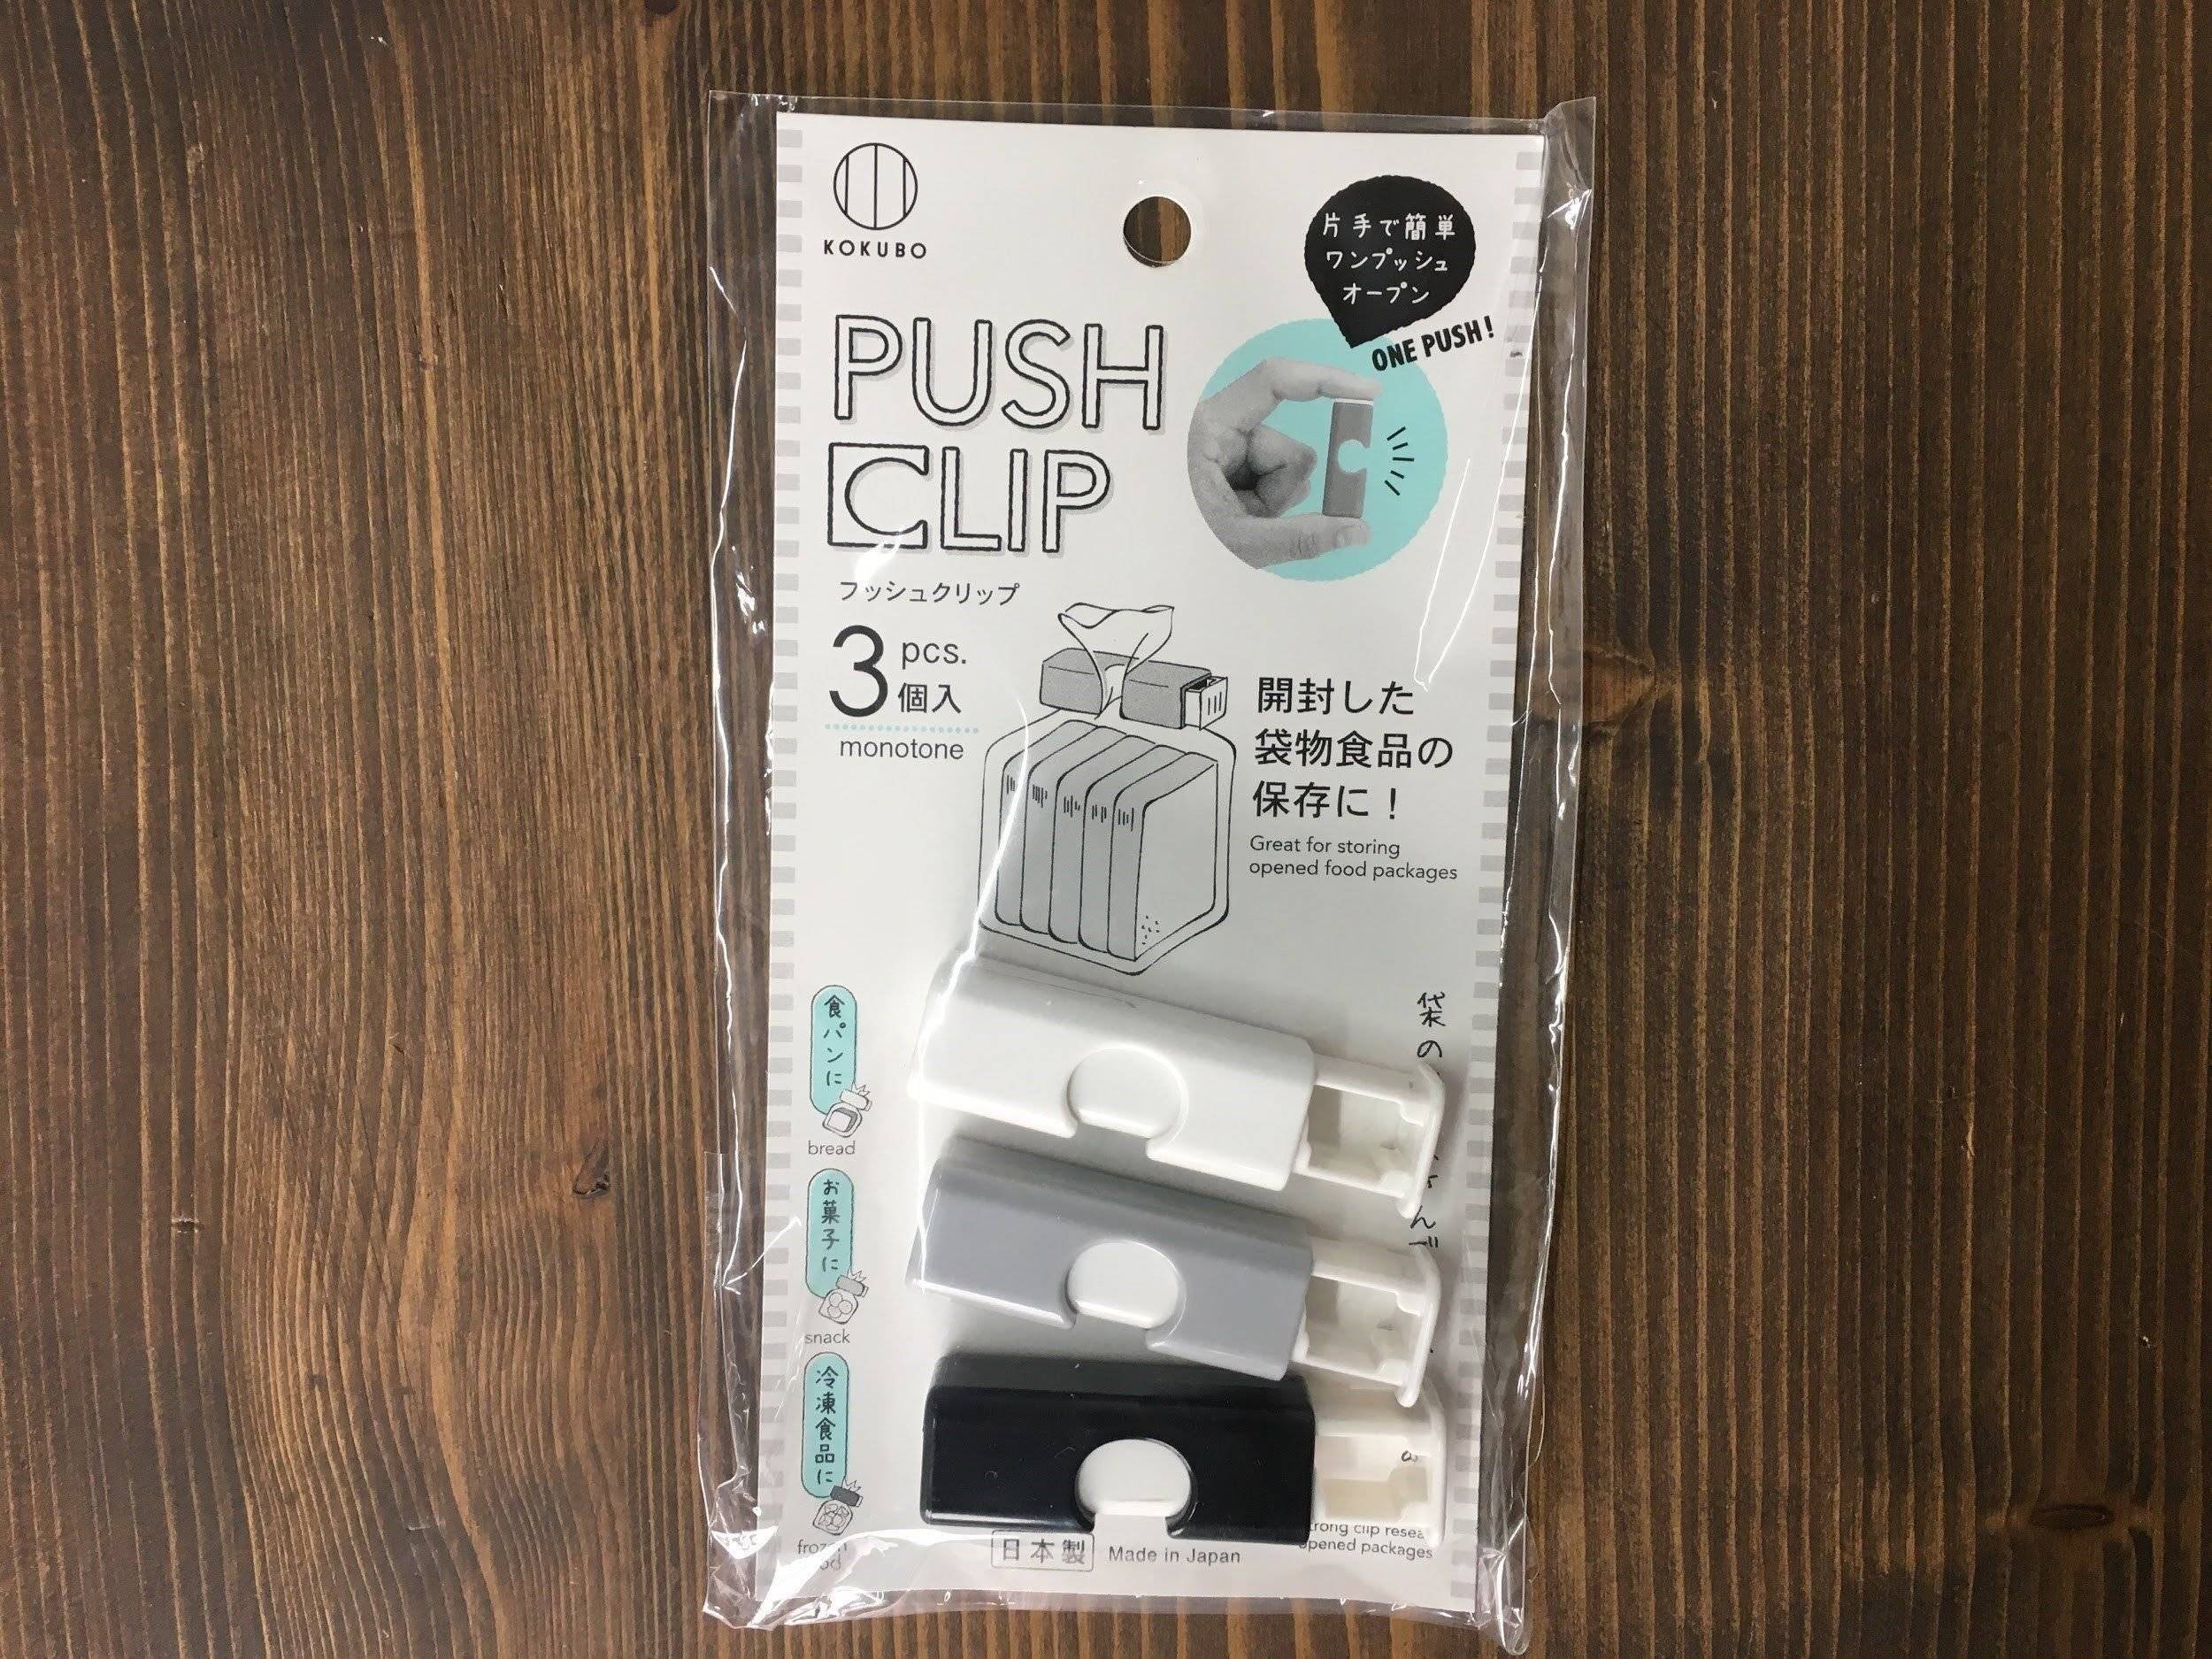 KOKUBO
片手で簡単
ワンプッシュ
オープン
ONE PUSH!
PUSH
CLIP
プッシュクリップ
3 pcs.
個入
monotone
開封した
袋物食品の
保存に！
Great for storing
opened food packages
食パンに
bread
お菓子に
snack
冷凍食品に
袋の
日本製
Made in Japan
opened packages